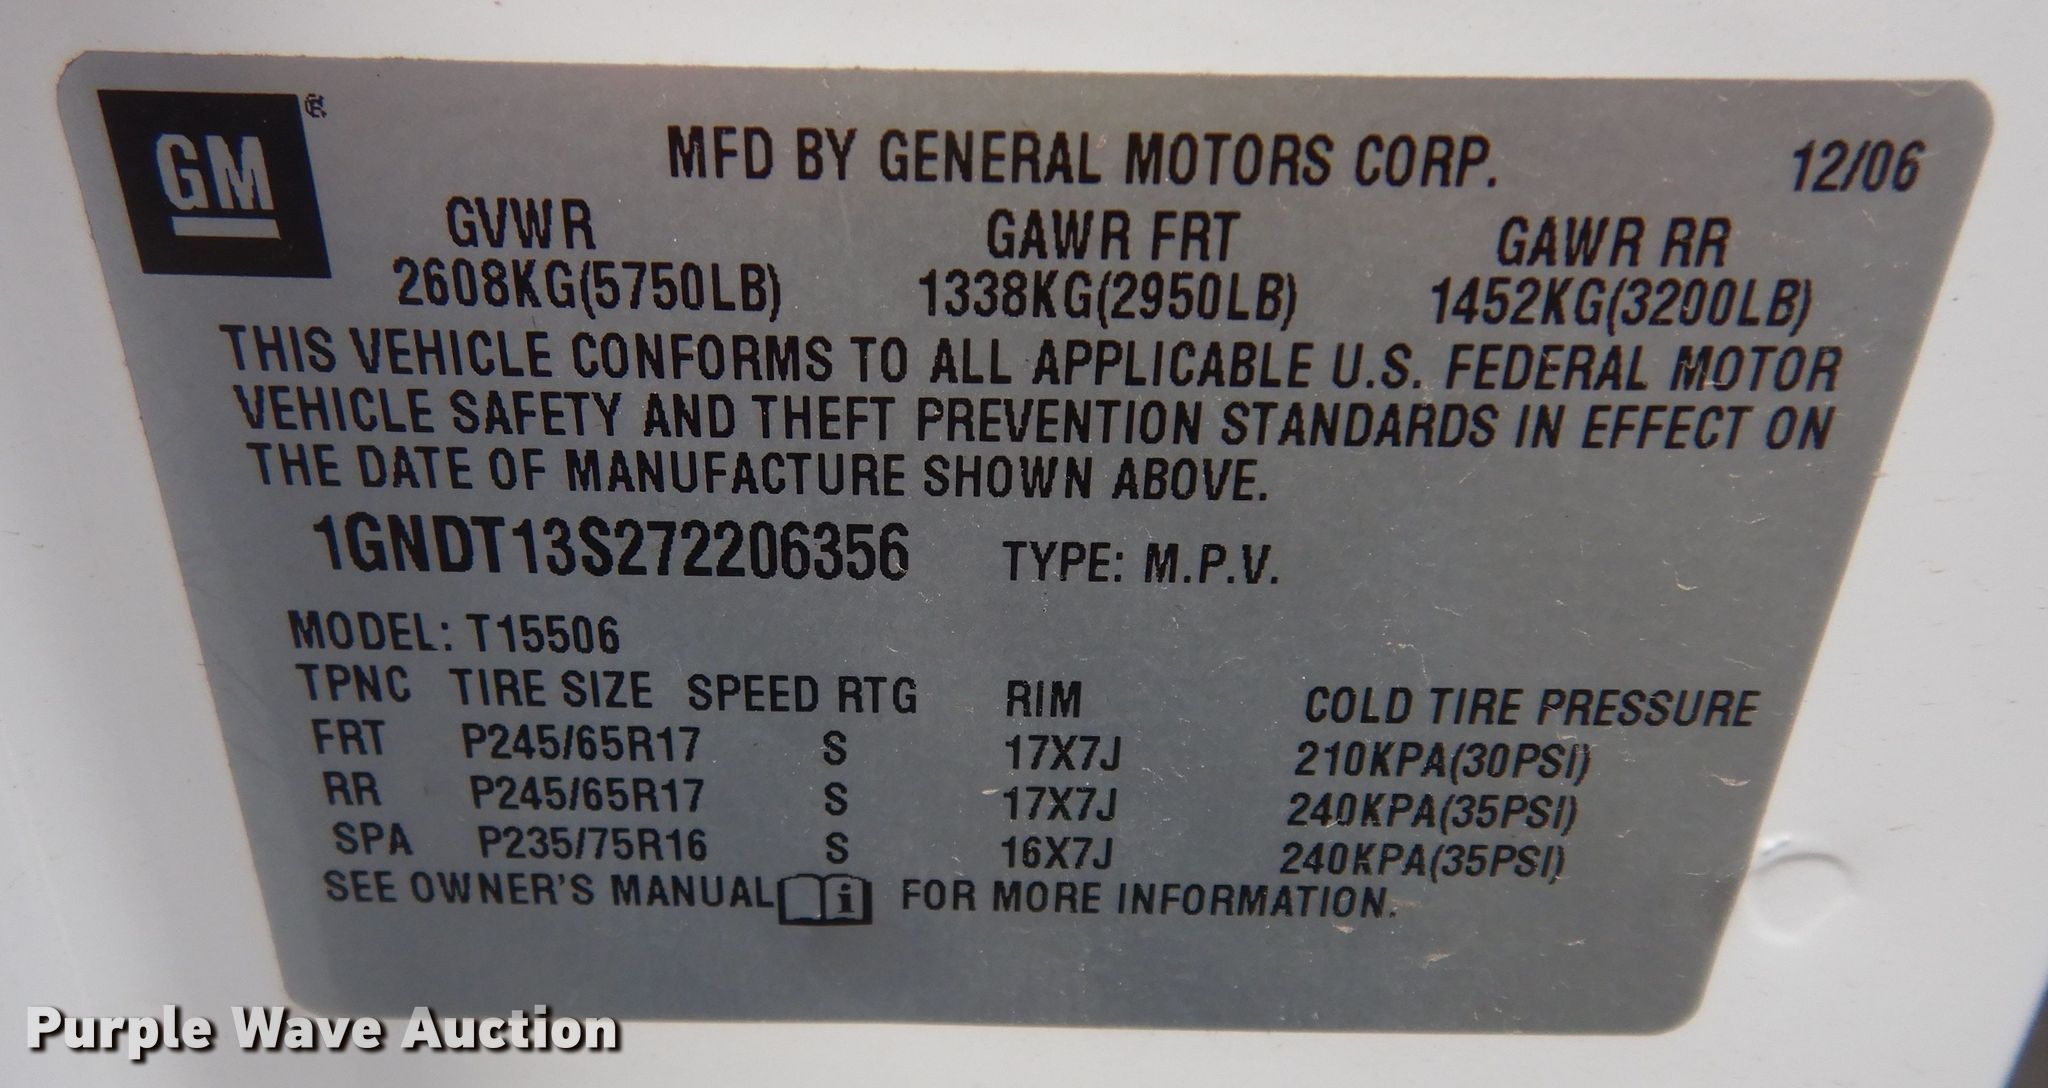 GM®
MFD BY GENERAL MOTORS CORP. 12/06
GVWR GAWR FRT GAWR RR
2608KG(5750LB) 1338KG(2950LB) 1452KG(3200LB)
THIS VEHICLE CONFORMS TO ALL APPLICABLE U.S. FEDERAL MOTOR
VEHICLE SAFETY AND THEFT PREVENTION STANDARDS IN EFFECT ON
THE DATE OF MANUFACTURE SHOWN ABOVE.
1GNDT13S272206356 TYPE: M.P.V.
MODEL: T15506
TPNC TIRE SIZE SPEED RTG RIM COLD TIRE PRESSURE
FRT P245/65R17 S 17X7J 210KPA(30PSI)
RR P245/65R17 S 17X7J 240KPA(35PSI)
SPA P235/75R16 S 16X7J 240KPA(35PSI)
SEE OWNER'S MANUAL i FOR MORE INFORMATION.
Purple Wave Auction